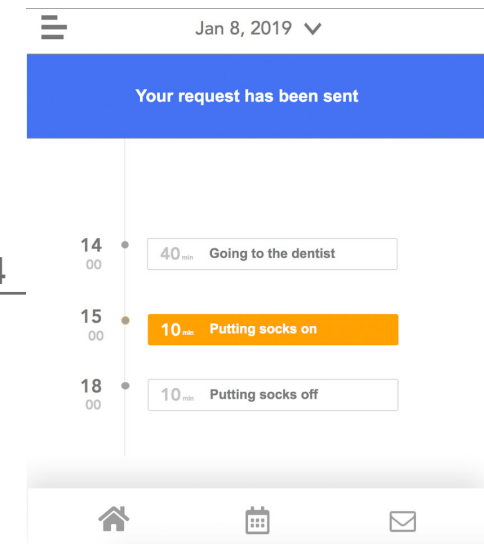 Jan 8, 2019
Your request has been sent
14
00
40 min Going to the dentist
4
15
00
10 min Putting socks on
18
00
10 min Putting socks off